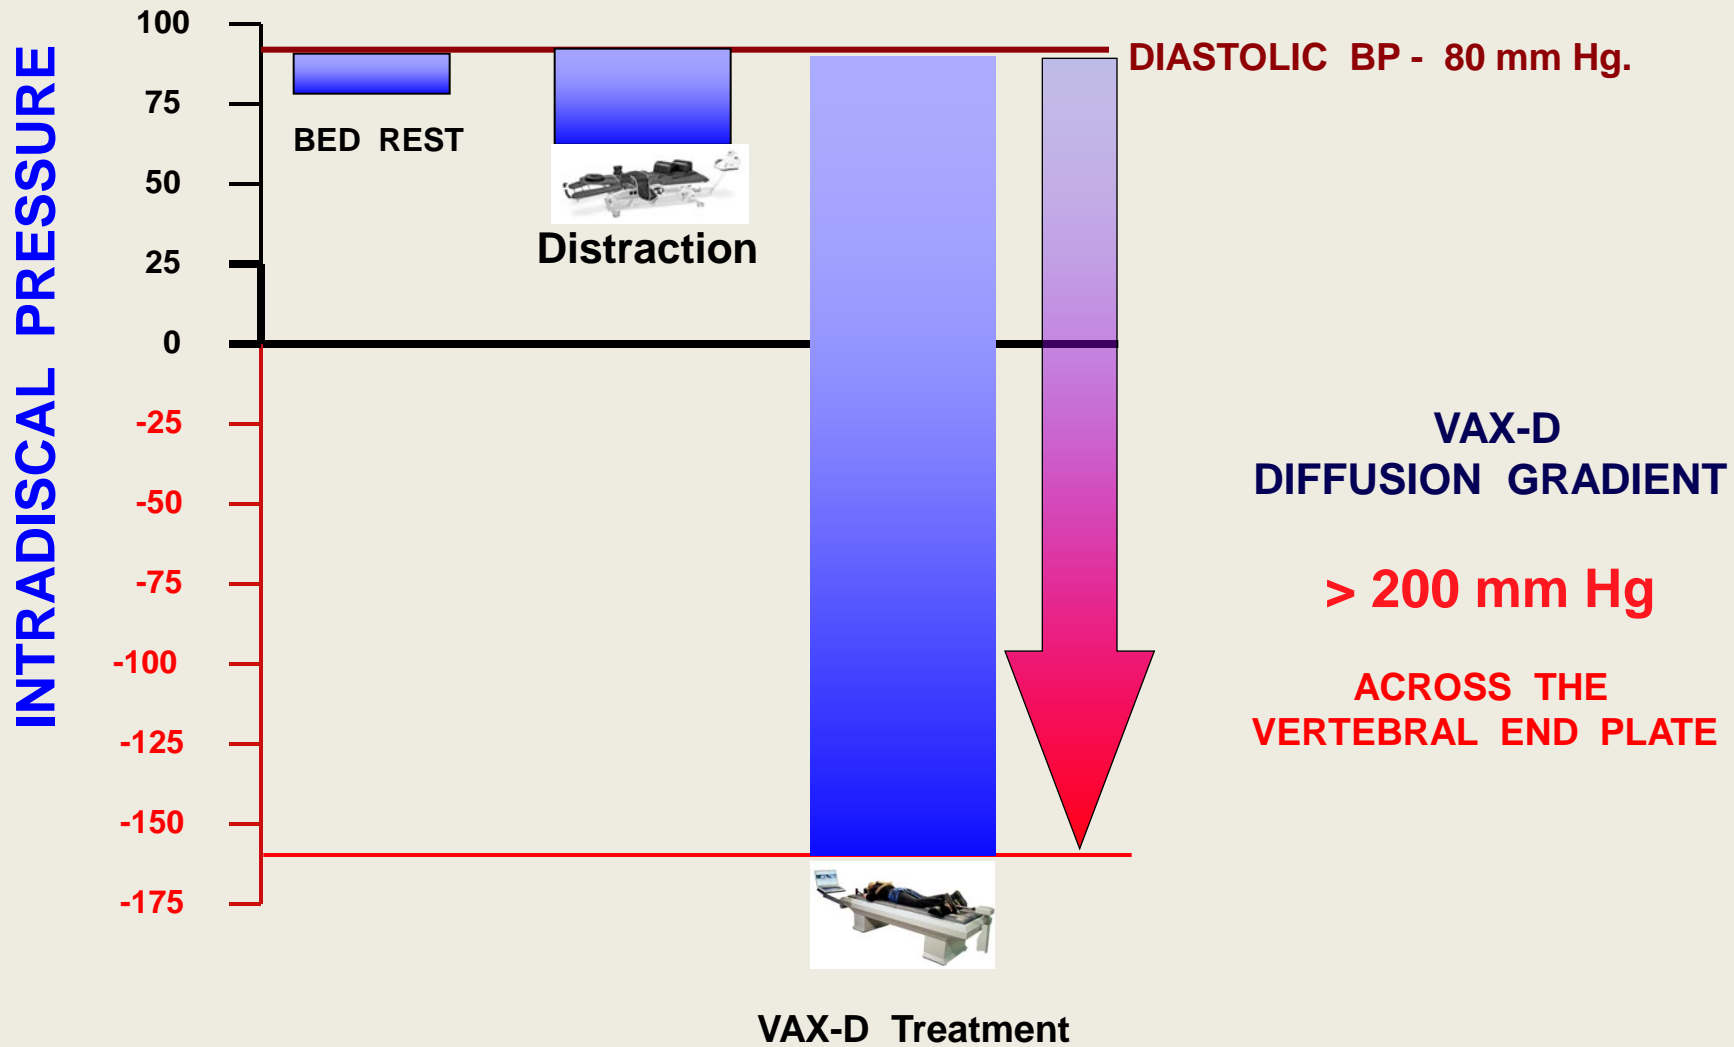 INTRADISCAL PRESSURE
100
75
50
25
0
-25
-50
-75
-100
-125
-150
-175
DIASTOLIC BP - 80 mm Hg.
BED REST
Distraction
VAX-D
DIFFUSION GRADIENT
> 200 mm Hg
ACROSS THE
VERTEBRAL END PLATE
VAX-D Treatment